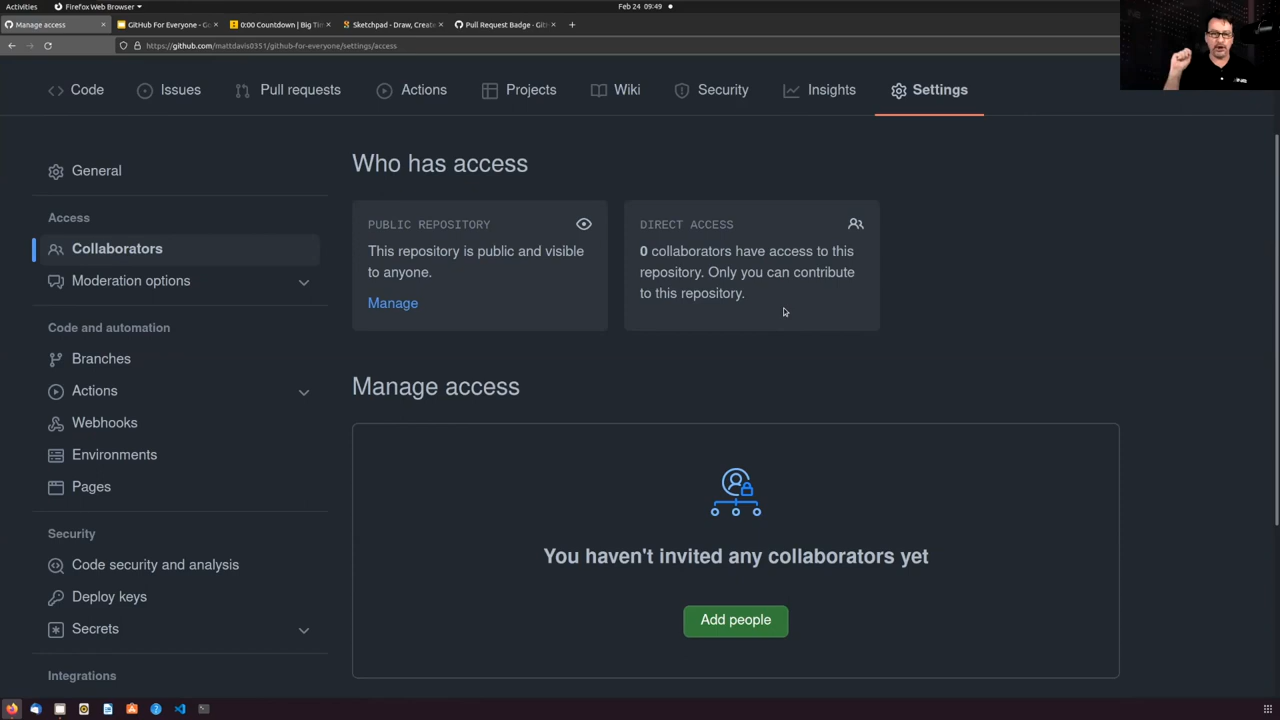 Activities
Firefox Web Browser
Feb 24 09:49
Manage access
GitHub For Everyone - G
0:00 Countdown | Big Ti
Sketchpad - Draw, Create
Pull Request Badge - Git
https://github.com/mattdavis0351/github-for-everyone/settings/access
Code
Issues
Pull requests
Actions
Projects
Wiki
Security
Insights
Settings
General
Access
Collaborators
Moderation options
Code and automation
Branches
Actions
Webhooks
Environments
Pages
Security
Code security and analysis
Deploy keys
Secrets
Integrations
Who has access
PUBLIC REPOSITORY
This repository is public and visible
to anyone.
Manage
DIRECT ACCESS
0 collaborators have access to this
repository. Only you can contribute
to this repository.
Manage access
You haven't invited any collaborators yet
Add people